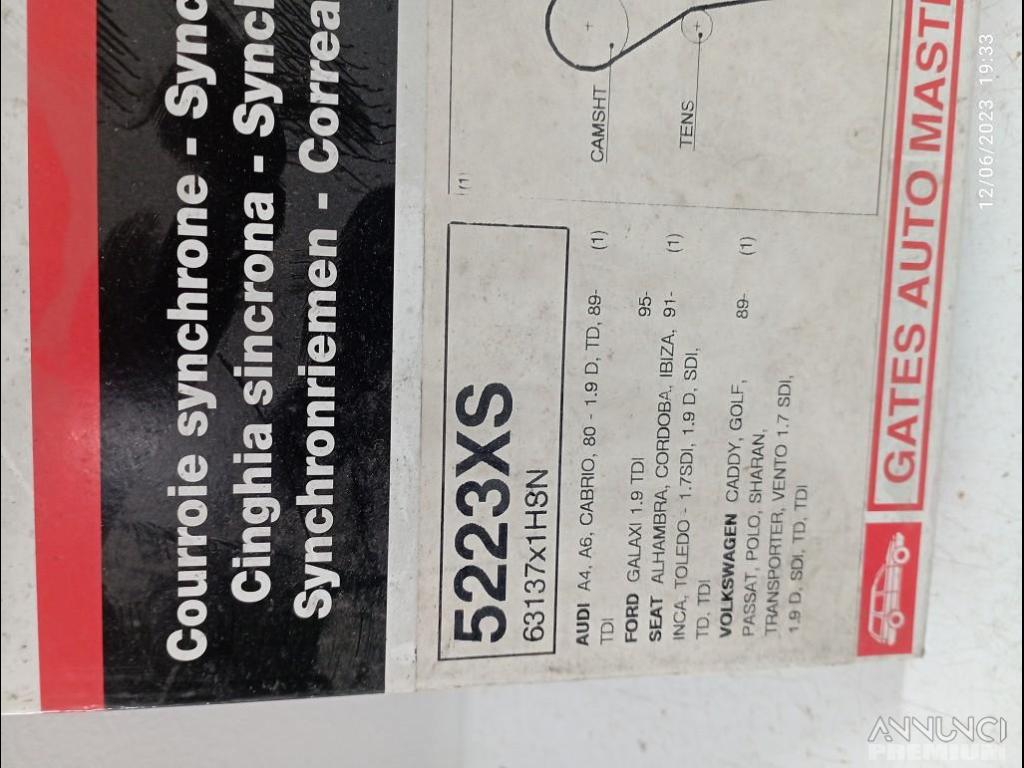 Courroie synchrone - Sync
Cinghia sincrona - Sync
Synchronriemen - Correa
5223XS
63137x1H8N
(1)
CAMSHT
TENS
AUDI A4, A6, CABRIO, 80 - 1.9 D, TD, 89- (1)
TDI
FORD GALAXI 1.9 TDI 95-
SEAT ALHAMBRA, CORDOBA, IBIZA, 91- (1)
INCA, TOLEDO - 1.7SDI, 1.9 D, SDI,
TD, TDI
VOLKSWAGEN CADDY, GOLF, 89- (1)
PASSAT, POLO, SHARAN,
TRANSPORTER, VENTO 1.7 SDI,
1.9 D, SDI, TD, TDI
GATES AUTO MAST
12/06/2023 19:33
ANNUNCI
PREMIUM